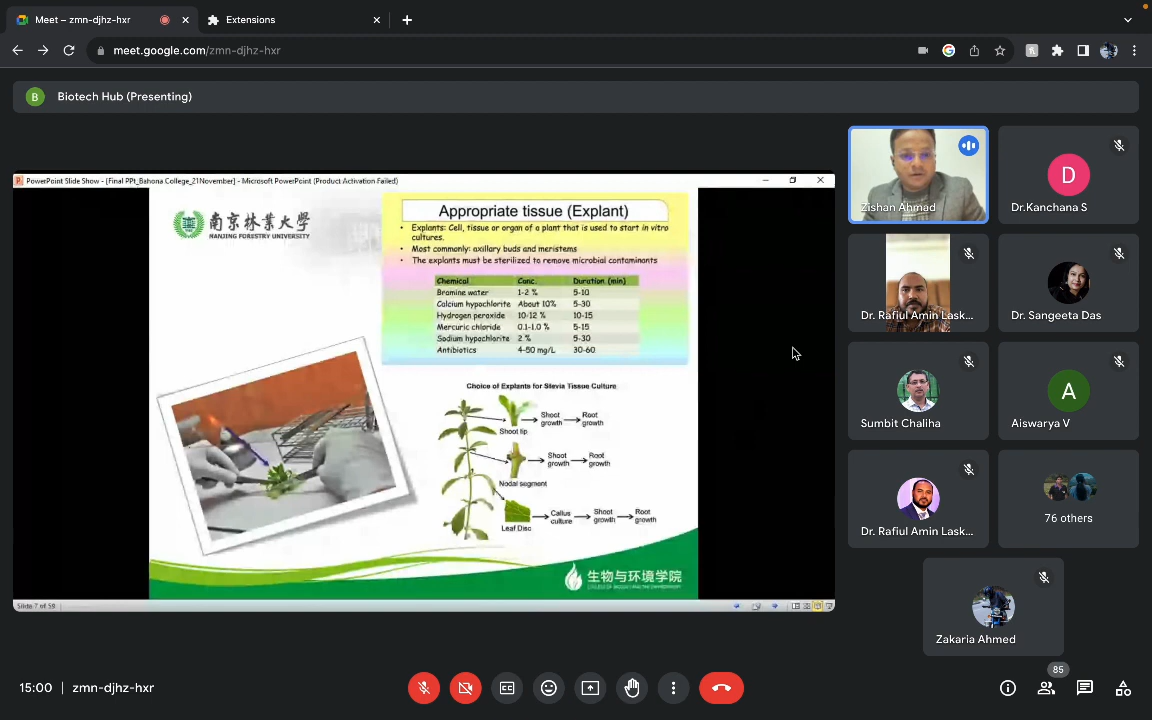 Meet – zmn-djhz-hxr
Extensions
meet.google.com/zmn-djhz-hxr
B
Biotech Hub (Presenting)
PowerPoint Slide Show - [Final PPt_Bahona College_21November] - Microsoft PowerPoint (Product Activation Failed)
南京林業大學
NANJING FORESTRY UNIVERSITY
Appropriate tissue (Explant)
• Explants: Cell, tissue or organ of a plant that is used to start in vitro
cultures.
• Most commonly: axillary buds and meristems
• The explants must be sterilized to remove microbial contaminants
Chemical Conc. Duration (min)
Bramine water 1-2 % 5-10
Calcium hypochlorite About 10% 5-30
Hydrogen peroxide 10-12 % 10-15
Mercuric chloride 0.1-1.0 % 5-15
Sodium hypochlorite 2 % 5-30
Antibiotics 4-50 mg/L 30-60
Choice of Explants for Stevia Tissue Culture
Shoot growth Root growth
Shoot tip
Shoot growth Root growth
Nodal segment
Callus culture Shoot growth Root growth
Leaf Disc
生物与环境学院
Slide 7 of 59
Zishan Ahmad
D
Dr.Kanchana S
Dr. Rafiul Amin Lask...
Dr. Sangeeta Das
Sumbit Chaliha
A
Aiswarya V
Dr. Rafiul Amin Lask...
76 others
Zakaria Ahmed
15:00 | zmn-djhz-hxr
CC
85